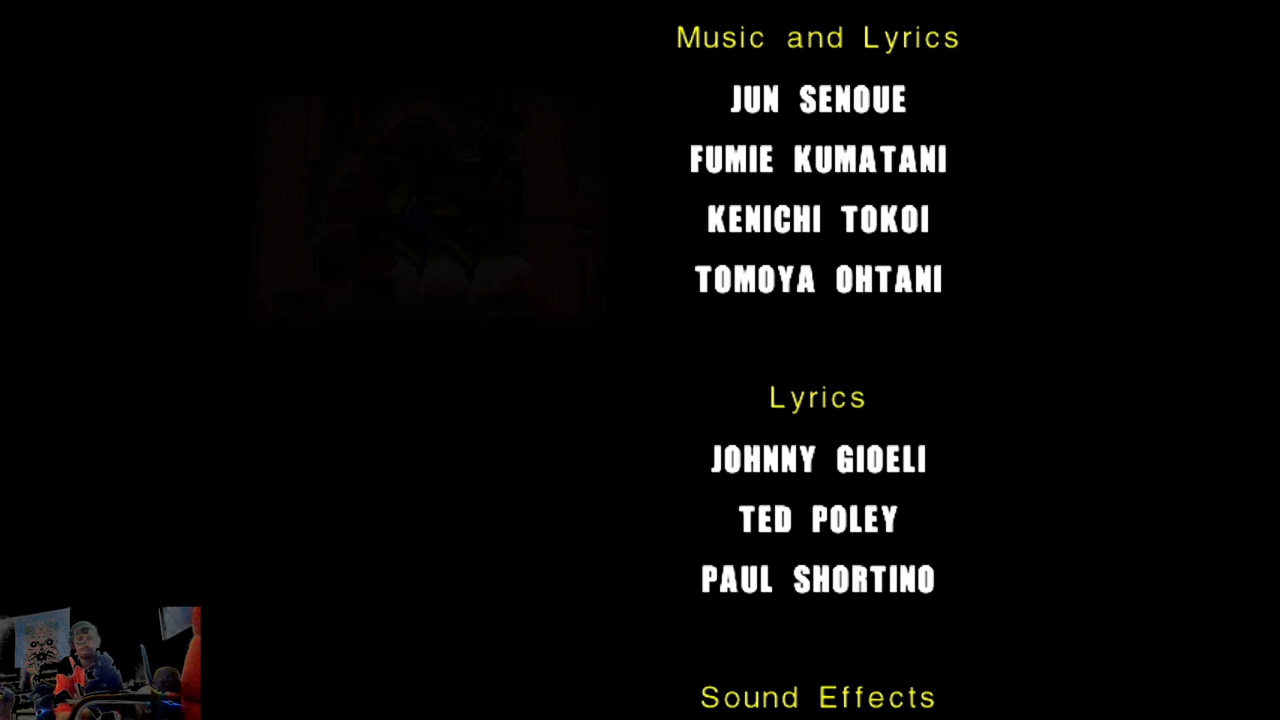 Music and Lyrics
JUN SENOUE
FUMIE KUMATANI
KENICHI TOKOI
TOMOYA OHTANI
Lyrics
JOHNNY GIOELI
TED POLEY
PAUL SHORTINO
Sound Effects